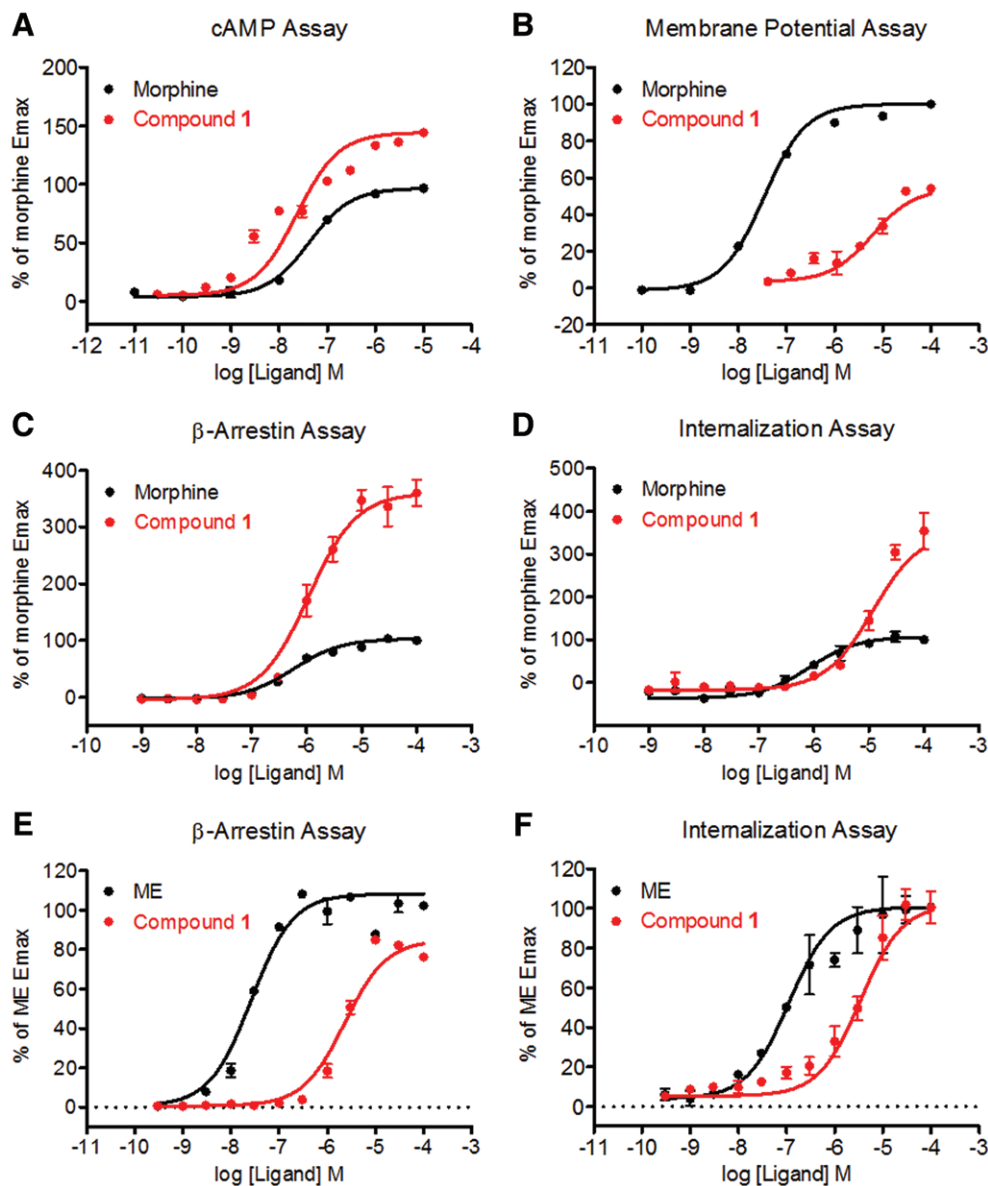 A
cAMP Assay
200
150
100
50
0
% of morphine Emax
Morphine
Compound 1
-12 -11 -10 -9 -8 -7 -6 -5 -4
log [Ligand] M
B
Membrane Potential Assay
120
100
80
60
40
20
0
-20
% of morphine Emax
Morphine
Compound 1
-11 -10 -9 -8 -7 -6 -5 -4 -3
log [Ligand] M
C
β-Arrestin Assay
400
300
200
100
0
% of morphine Emax
Morphine
Compound 1
-10 -9 -8 -7 -6 -5 -4 -3
log [Ligand] M
D
Internalization Assay
500
400
300
200
100
0
% of morphine Emax
Morphine
Compound 1
-10 -9 -8 -7 -6 -5 -4 -3
log [Ligand] M
E
β-Arrestin Assay
120
100
80
60
40
20
0
% of ME Emax
ME
Compound 1
-11 -10 -9 -8 -7 -6 -5 -4 -3
log [Ligand] M
F
Internalization Assay
120
100
80
60
40
20
0
% of ME Emax
ME
Compound 1
-11 -10 -9 -8 -7 -6 -5 -4 -3
log [Ligand] M